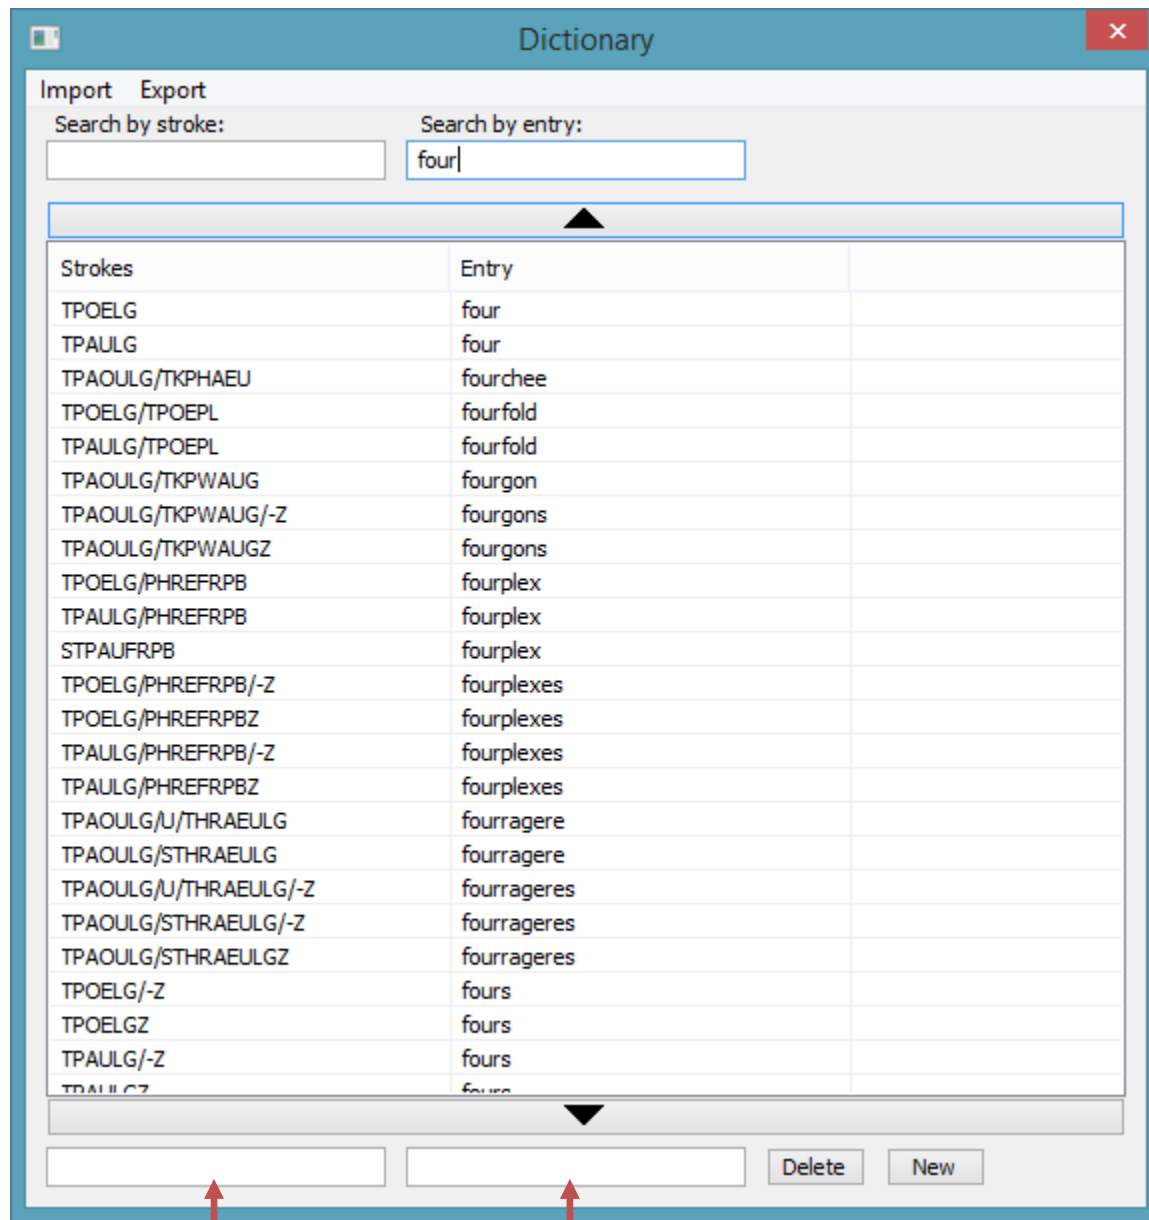 Dictionary
Import Export
Search by stroke: Search by entry:
four
Strokes Entry
TPOELG four
TPAULG four
TPAOULG/TKPHAEU fourchee
TPOELG/TPOEPL fourfold
TPAULG/TPOEPL fourfold
TPAOULG/TKPWAUG fourgon
TPAOULG/TKPWAUG/-Z fourgons
TPAOULG/TKPWAUGZ fourgons
TPOELG/PHREFRPB fourplex
TPAULG/PHREFRPB fourplex
STPAUFRPB fourplex
TPOELG/PHREFRPB/-Z fourplexes
TPOELG/PHREFRPBZ fourplexes
TPAULG/PHREFRPB/-Z fourplexes
TPAULG/PHREFRPBZ fourplexes
TPAOULG/U/THRAEULG fourragere
TPAOULG/STHRAEULG fourragere
TPAOULG/U/THRAEULG/-Z fourrageres
TPAOULG/STHRAEULG/-Z fourrageres
TPAOULG/STHRAEULGZ fourrageres
TPOELG/-Z fours
TPOELGZ fours
TPAULG/-Z fours
TPAULGZ fours
Delete New